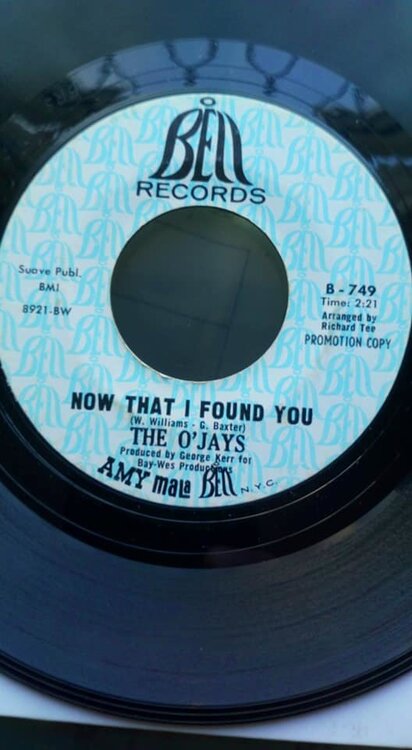 BELL
RECORDS
Suave Publ.
BMI
8921-BW
B-749
Time: 2:21
Arranged by
Richard Tee
PROMOTION COPY
NOW THAT I FOUND YOU
(W. Williams - G. Baxter)
THE O'JAYS
Produced by George Kerr for
Bay-Wes Productions
AMY mala BELL N.Y.C.